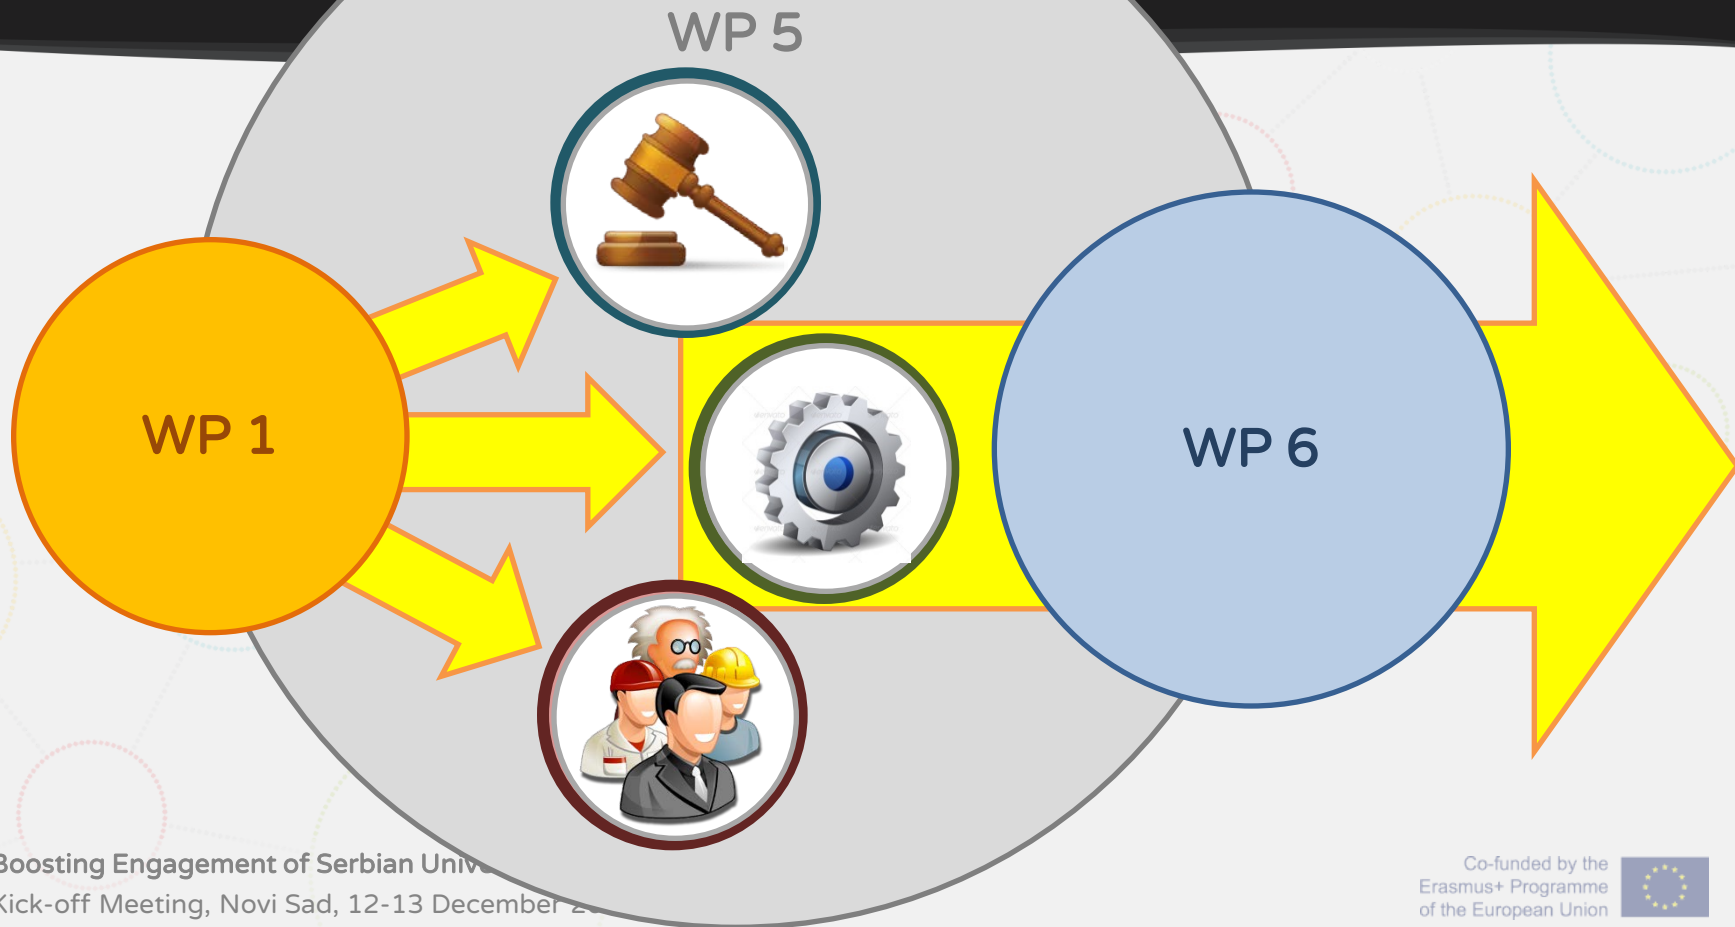 WP 5
WP 1
WP 6
Boosting Engagement of Serbian
Kick-off Meeting, Novi Sad, 12-13 December
Co-funded by the
Erasmus+ Programme
of the European Union